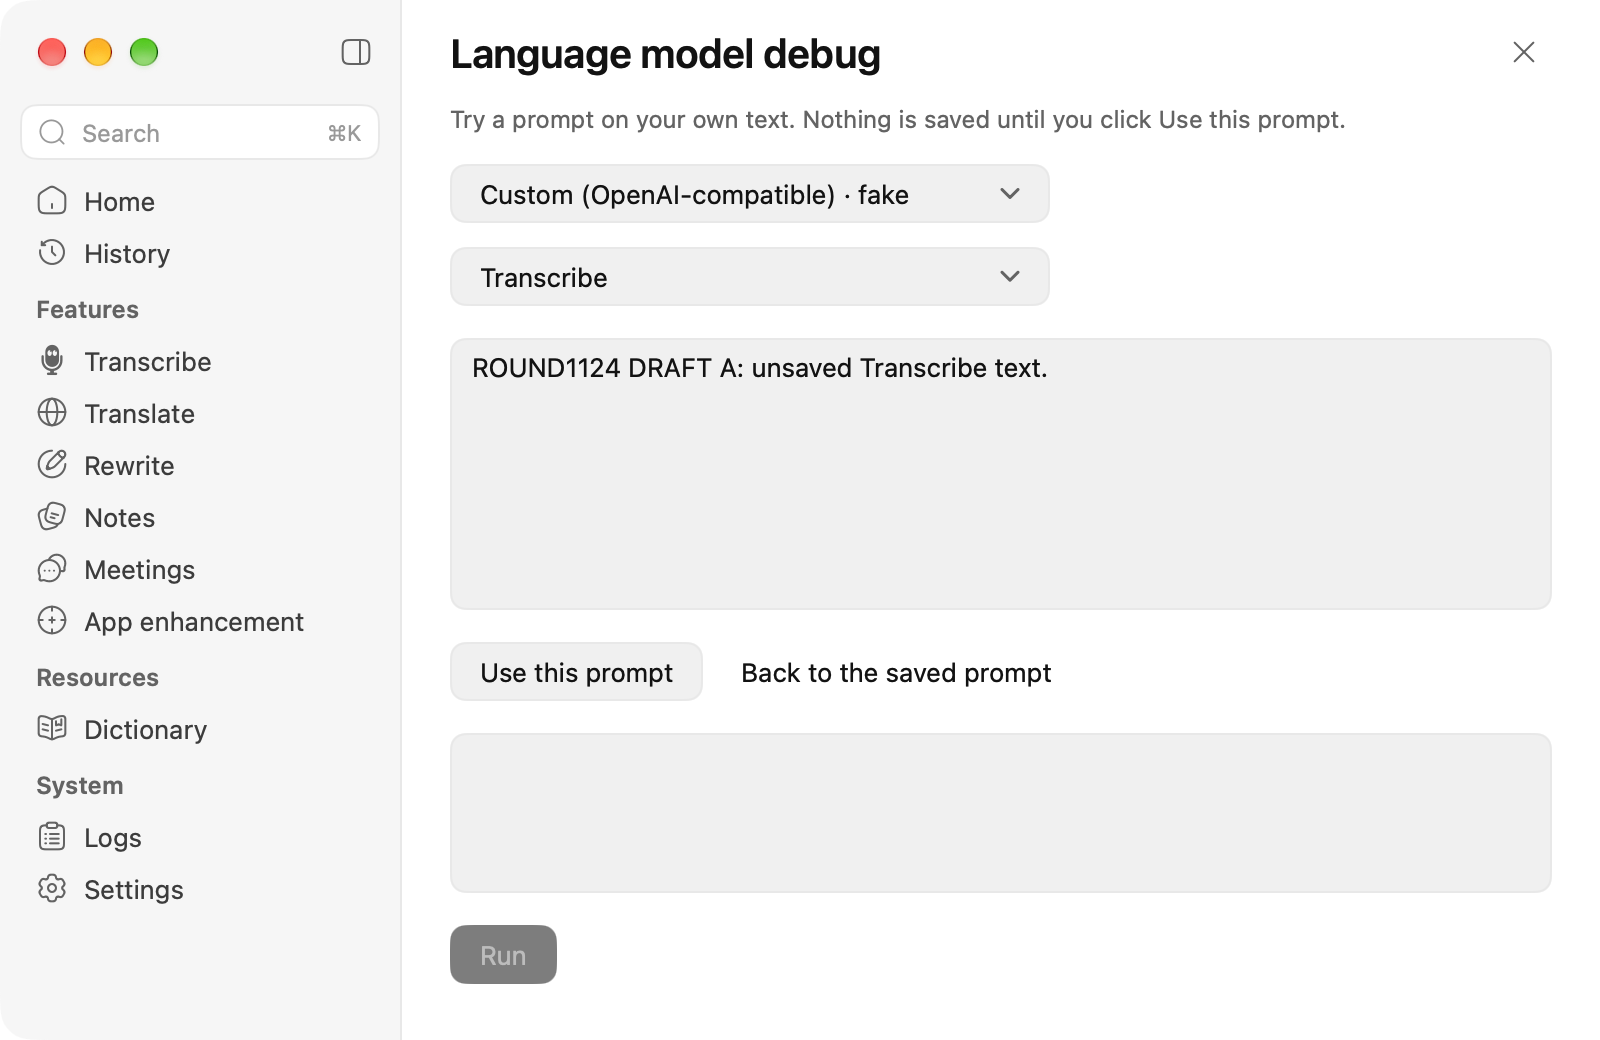 Language model debug
Search ⌘K
Try a prompt on your own text. Nothing is saved until you click Use this prompt.
Home
History
Features
Transcribe
Translate
Rewrite
Notes
Meetings
App enhancement
Resources
Dictionary
System
Logs
Settings
Custom (OpenAI-compatible) · fake
Transcribe
ROUND1124 DRAFT A: unsaved Transcribe text.
Use this prompt
Back to the saved prompt
Run